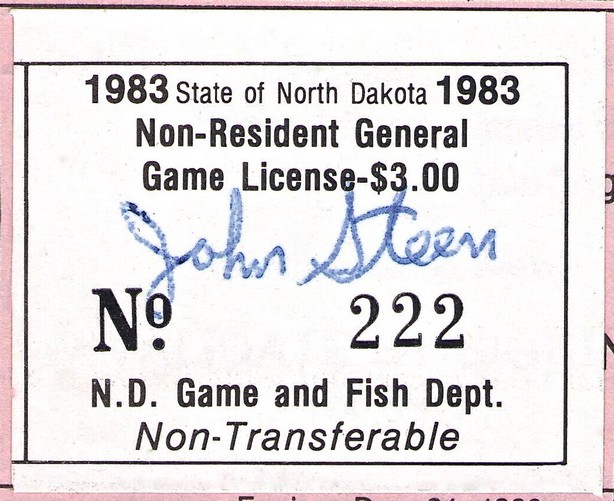 1983 State of North Dakota 1983
Non-Resident General
Game License-$3.00
John Steen
Nº. 222
N.D. Game and Fish Dept.
Non-Transferable